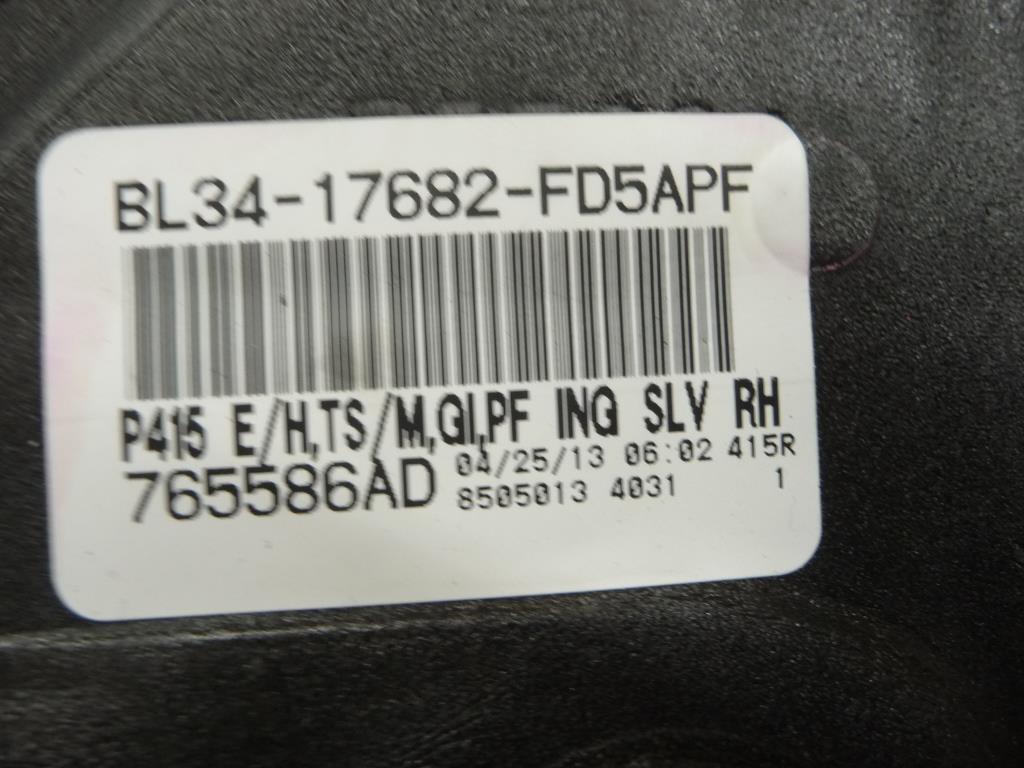 BL34-17682-FD5APF
P415 E/H,TS/M,GI,PF ING SLV RH
765586AD 04/25/13 06:02 415R
8505013 4031 1